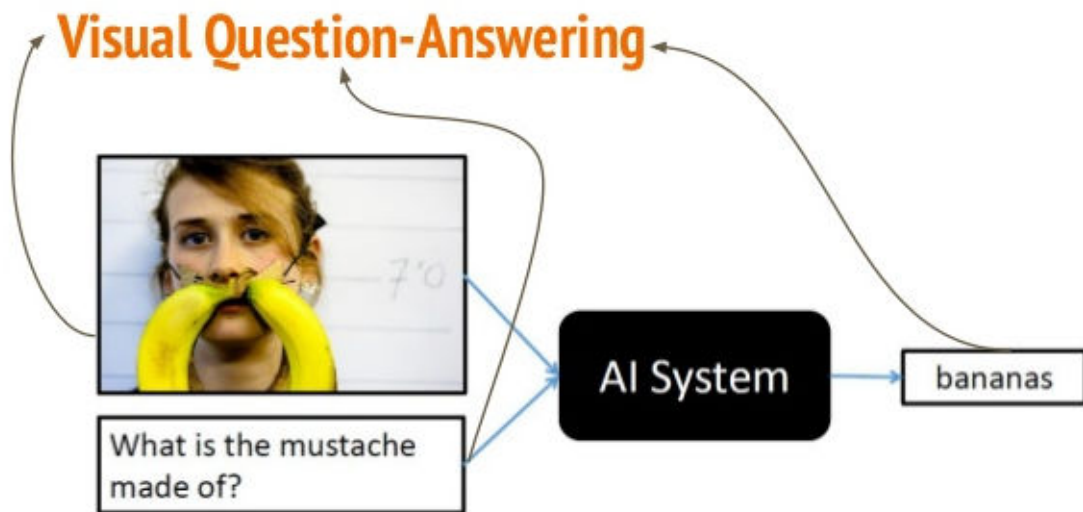 Visual Question-Answering
7'0
AI System
bananas
What is the mustache
made of?